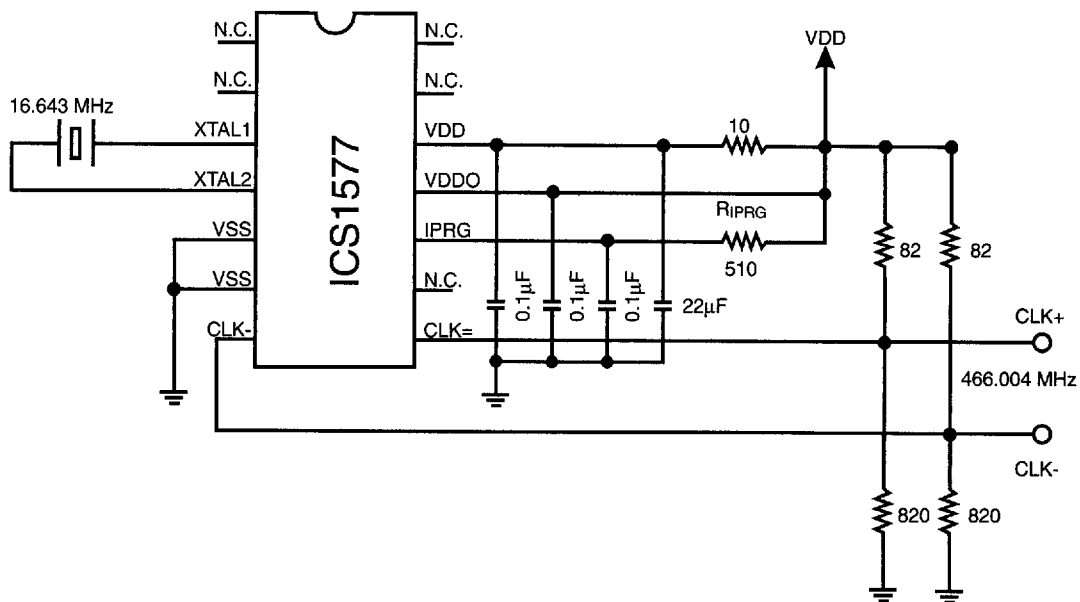 N.C.
N.C.
VDD
N.C.
N.C.
16.643 MHz
XTAL1
VDD
10
XTAL2
VDDO
RIPRG
VSS
IPRG
510
82
82
ICS1577
VSS
N.C.
0.1µF
0.1µF
0.1µF
22µF
CLK-
CLK=
CLK+
466.004 MHz
CLK-
820
820